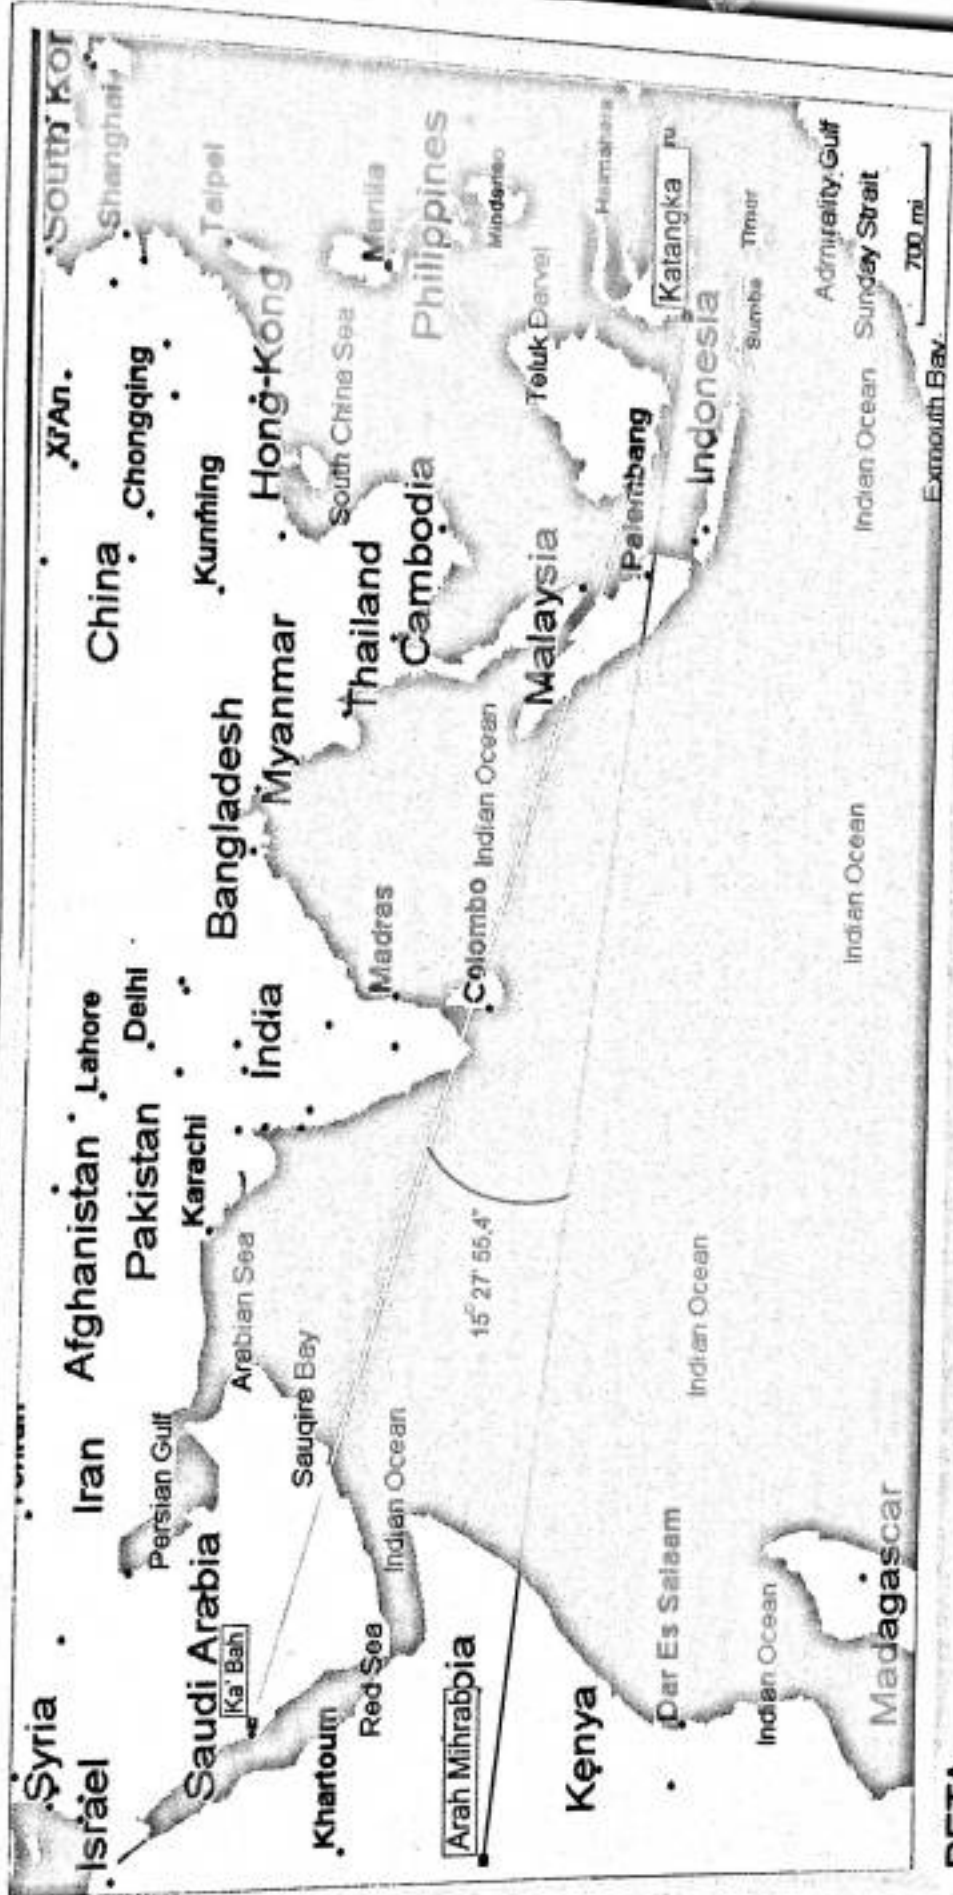 Syria
Israel
Iran
Afghanistan
Lahore
Pakistan
Delhi
Karachi
India
China
Xi'An
Chongqing
Kunming
Bangladesh
Myanmar
Hong-Kong
South Kor
Shanghai
Taipei
Thailand
Cambodia
South China Sea
Manila
Philippines
Mindanao
Madras
Colombo
Indian Ocean
Malaysia
Teluk Darvel
Palembang
Indonesia
Katangka
Sumba
Timor
Admirality Gulf
Sunday Strait
Exmouth Bay
700 mi
Saudi Arabia
Ka' Bah
Persian Gulf
Arabian Sea
Sauqire Bay
Indian Ocean
Red Sea
Khartoum
Arah Mihrab
bia
Kenya
Dar Es Salaam
Indian Ocean
Madagascar
15° 27' 55,4"
Indian Ocean
Indian Ocean
Indian Ocean